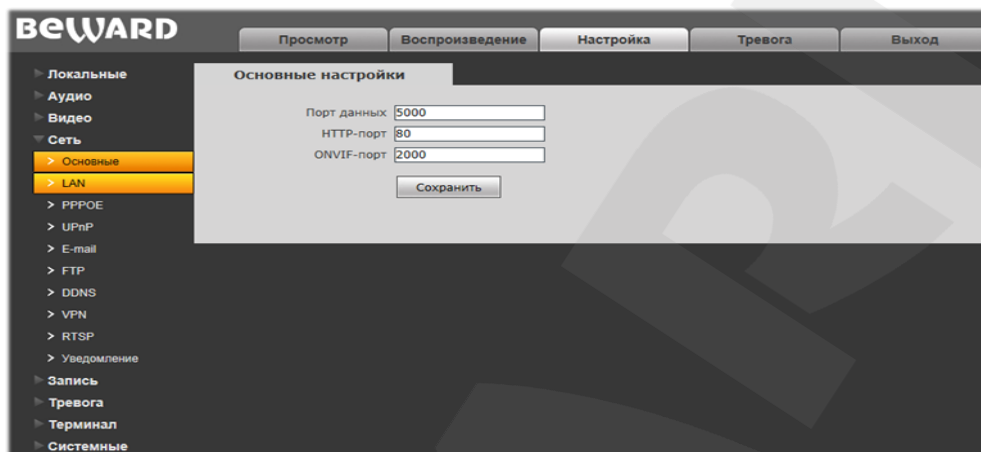 BEWARD
Просмотр
Воспроизведение
Настройка
Тревога
Выход
Локальные
Аудио
Видео
Сеть
> Основные
> LAN
> PPPOE
> UPnP
> E-mail
> FTP
> DDNS
> VPN
> RTSP
> Уведомление
Запись
Тревога
Терминал
Системные
Основные настройки
Порт данных 5000
HTTP-порт 80
ONVIF-порт 2000
Сохранить